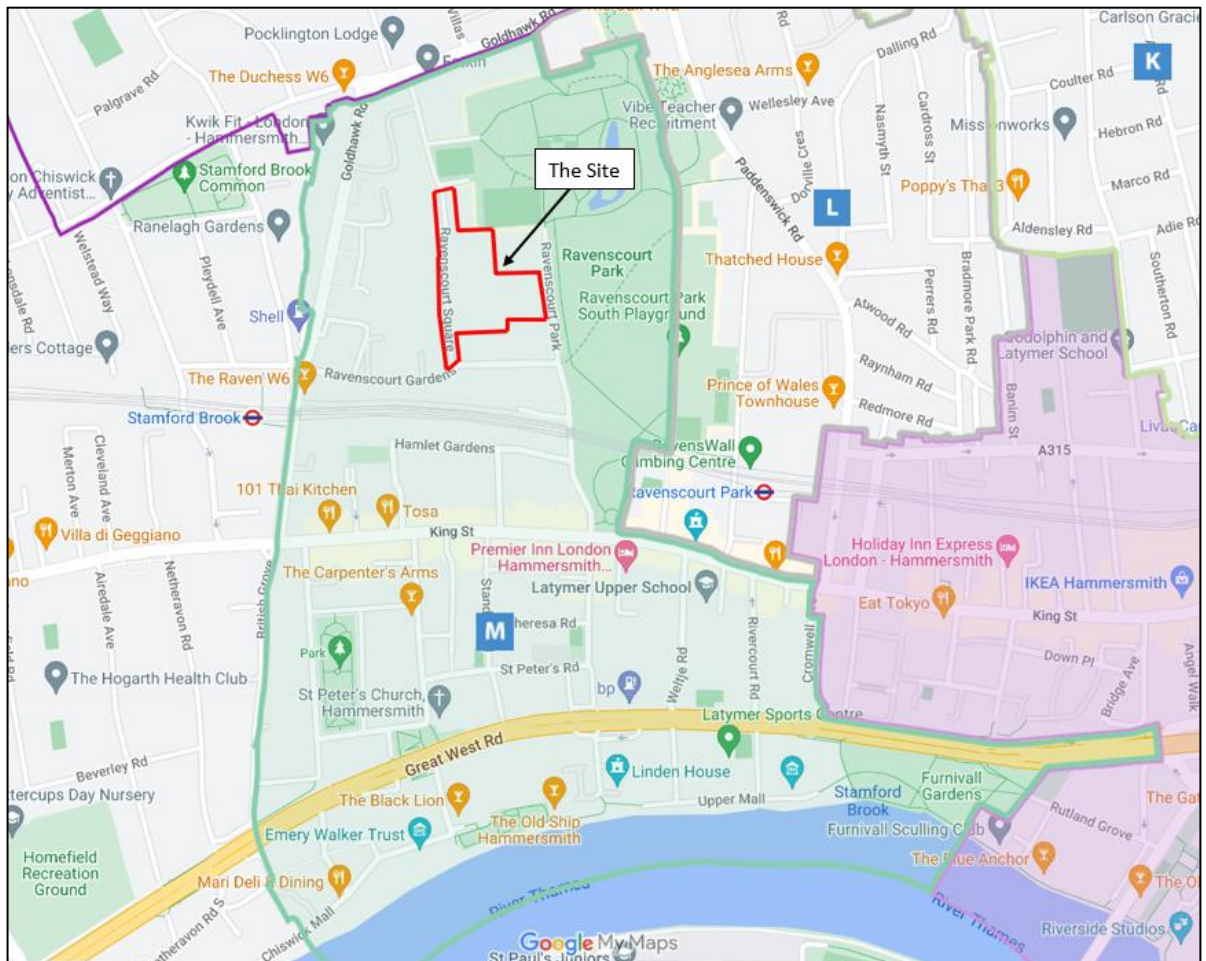 Pocklington Lodge
Villas
Goldhawk Rd
Carlson Gracie
K
Dalling Rd
The Duchess W6
The Anglesea Arms
Coulter Rd
Palgrave Rd
Wellesley Ave
Vibe Teacher
Recruitment
Nasmyth St
Cardross St
Missionworks
Hebron Rd
Kwik Fit - London
- Hammersmith...
Goldhawk Rd
The Site
Stamford Brook
Common
Paddenswick Rd
Poppy's Thai 3
Marco Rd
Ranelagh Gardens
L
Aldensley Rd
Adie Rd
Welstead Way
Pleydell Ave
Ravenscourt Square
Ravenscourt Park
Ravenscourt
Park
Thatched House
Perrers Rd
Bradmore Park Rd
Southerton Rd
Ravenscourt Park
South Playground
Atwood Rd
Shell
Godolphin and
Latymer School
The Raven W6
Ravenscourt Gardens
Raynham Rd
Banim St
Prince of Wales
Townhouse
Redmore Rd
Stamford Brook
Hamlet Gardens
RavensWall
Climbing Centre
A315
Cleveland Ave
Merton Ave
101 Thai Kitchen
Tosa
Ravenscourt Park
Villa di Geggiano
King St
Premier Inn London
Hammersmith...
Holiday Inn Express
London - Hammersmith
IKEA Hammersmith
The Carpenter's Arms
Latymer Upper School
Eat Tokyo
King St
Airedale Ave
Netheravon Rd
British Grove
M
Theresa Rd
Rivercourt Rd
Cromwell
Down Pl
Park
St Peter's Rd
Weltje Rd
Bridge Ave
Angel Walk
The Hogarth Health Club
St Peter's Church,
Hammersmith
bp
Latymer Sports Centre
Great West Rd
Beverley Rd
Linden House
Furnivall
Gardens
Upper Mall
Stamford
Brook
The Black Lion
The Old Ship
Hammersmith
Rutland Grove
Emery Walker Trust
Furnivall Sculling Club
The Blue Anchor
Homefield
Recreation
Ground
Mari Deli & Dining
River Thames
River Thames
Chiswick Mall
Riverside Studios
Google My Maps
St Paul's Juniors